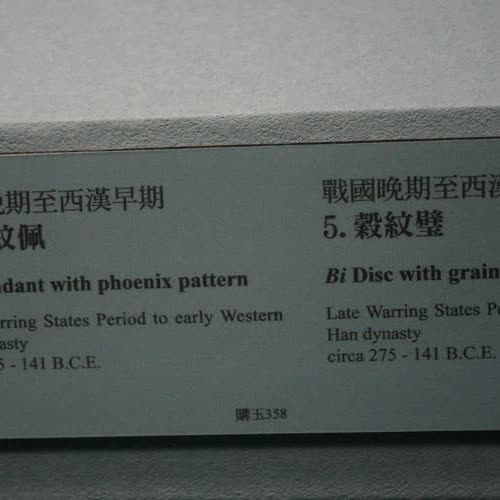 晚期至西漢早期
紋佩
dant with phoenix pattern
rring States Period to early Western
asty
5 - 141 B.C.E.
購玉358
戰國晚期至西漢
5. 穀紋璧
Bi Disc with grain
Late Warring States Pe
Han dynasty
circa 275 - 141 B.C.E.